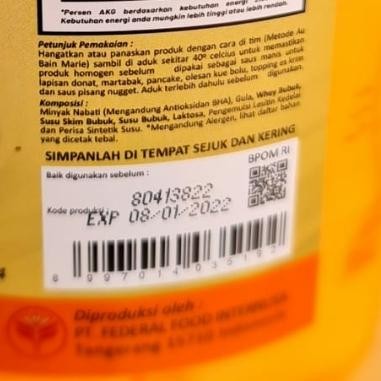 *Persen AKG berdasarkan kebutuhan energi
Kebutuhan energi anda mungkin lebih tinggi atau lebih rendah.
Petunjuk Pemakaian :
Hangatkan atau panaskan produk dengan cara di tim (Metode Au
Bain Marie) sambil di aduk sekitar 40° celcius untuk memastikan
produk homogen sebelum dipakai sebagai saus manis untuk
lapisan donat, martabak, pancake, olesan kue bolu, topping es krim
dan saus pisang nugget. Aduk terlebih dahulu sebelum digunakan.
Komposisi :
Minyak Nabati (Mengandung Antioksidan BHA), Gula, Whey Bubuk,
Susu Skim Bubuk, Susu Bubuk, Laktosa, Pengemulsi Lesitin Kedelai
dan Perisa Sintetik Susu. *Mengandung Alergen, lihat daftar bahan
yang dicetak tebal.
SIMPANLAH DI TEMPAT SEJUK DAN KERING
BPOM RI
Baik digunakan sebelum :
80413822
Kode produksi :
EXP 08-01-2022
Diproduksi oleh :
PT. FEDERAL FOOD INTERNUSA
Tangerang 15710 Indonesia